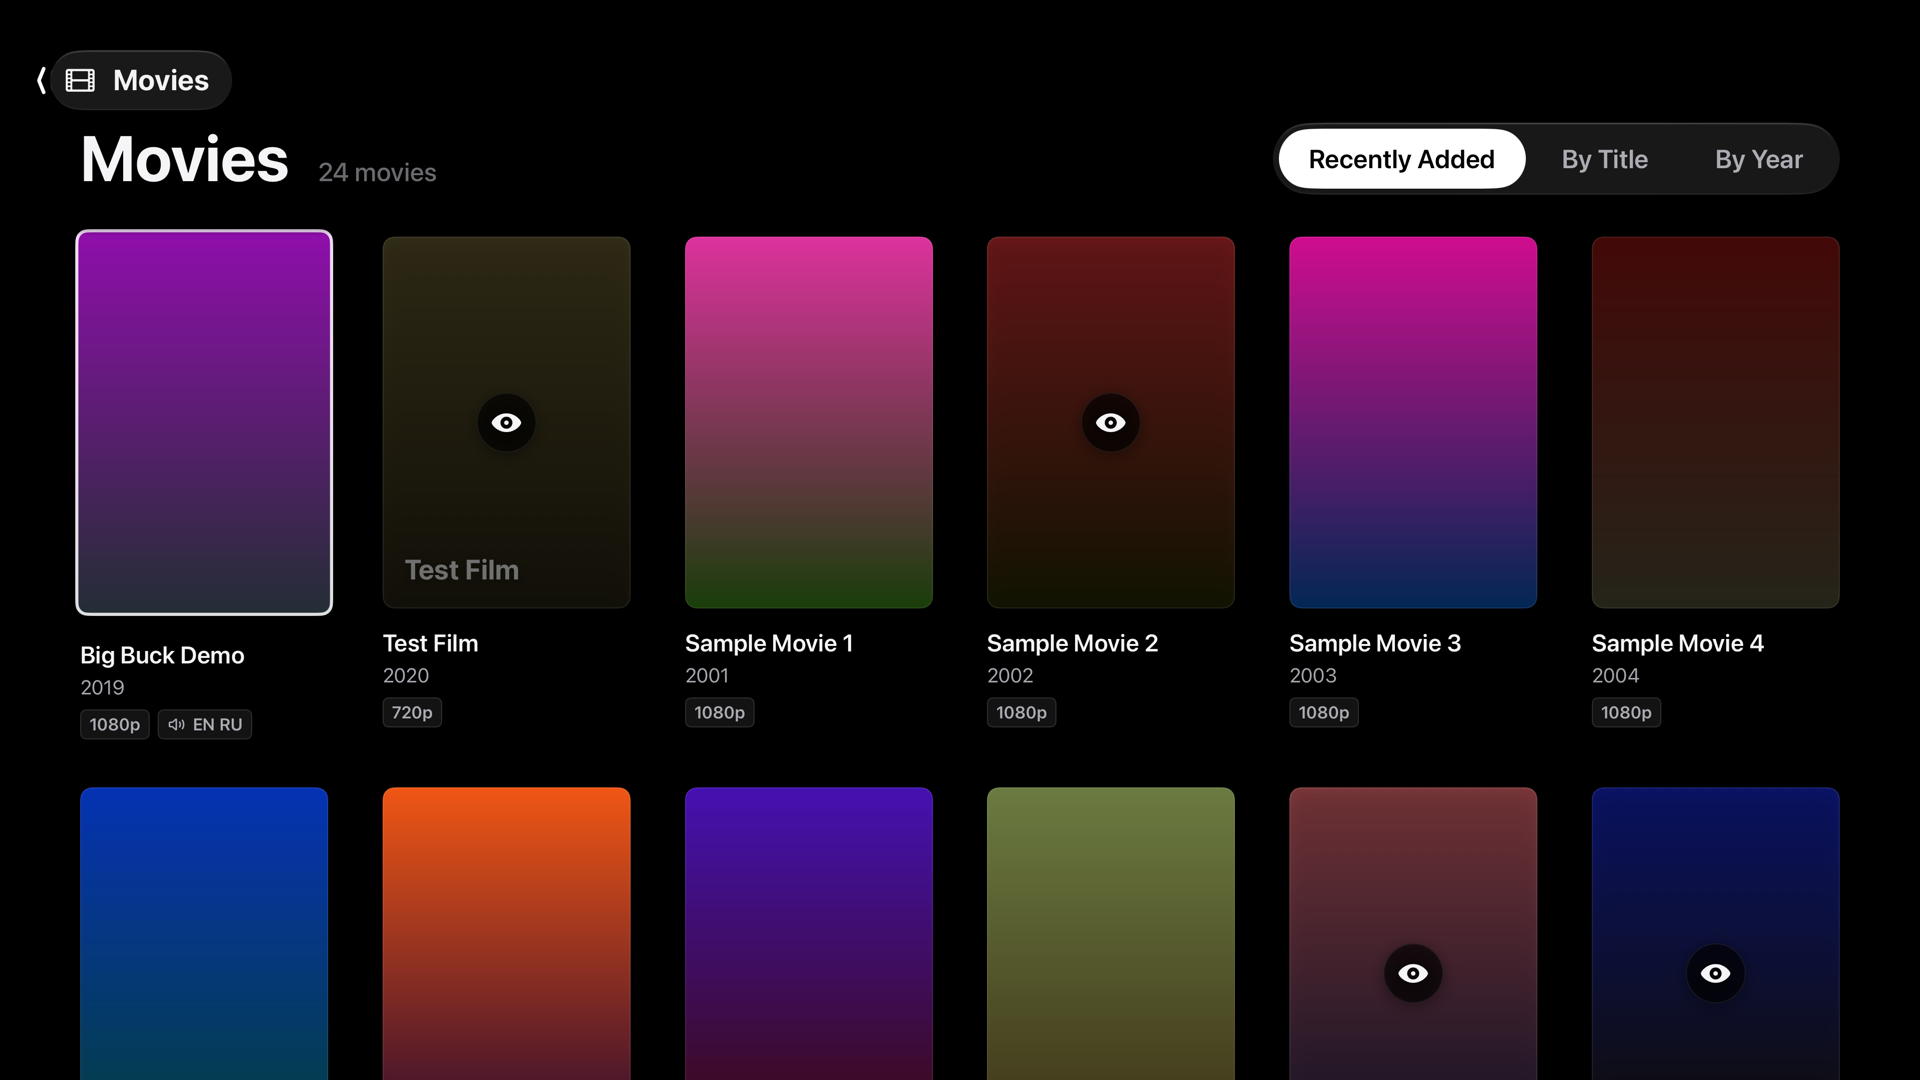 Movies
Movies
24 movies
Recently Added
By Title
By Year
Test Film
Big Buck Demo
2019
1080p
EN RU
Test Film
2020
720p
Sample Movie 1
2001
1080p
Sample Movie 2
2002
1080p
Sample Movie 3
2003
1080p
Sample Movie 4
2004
1080p